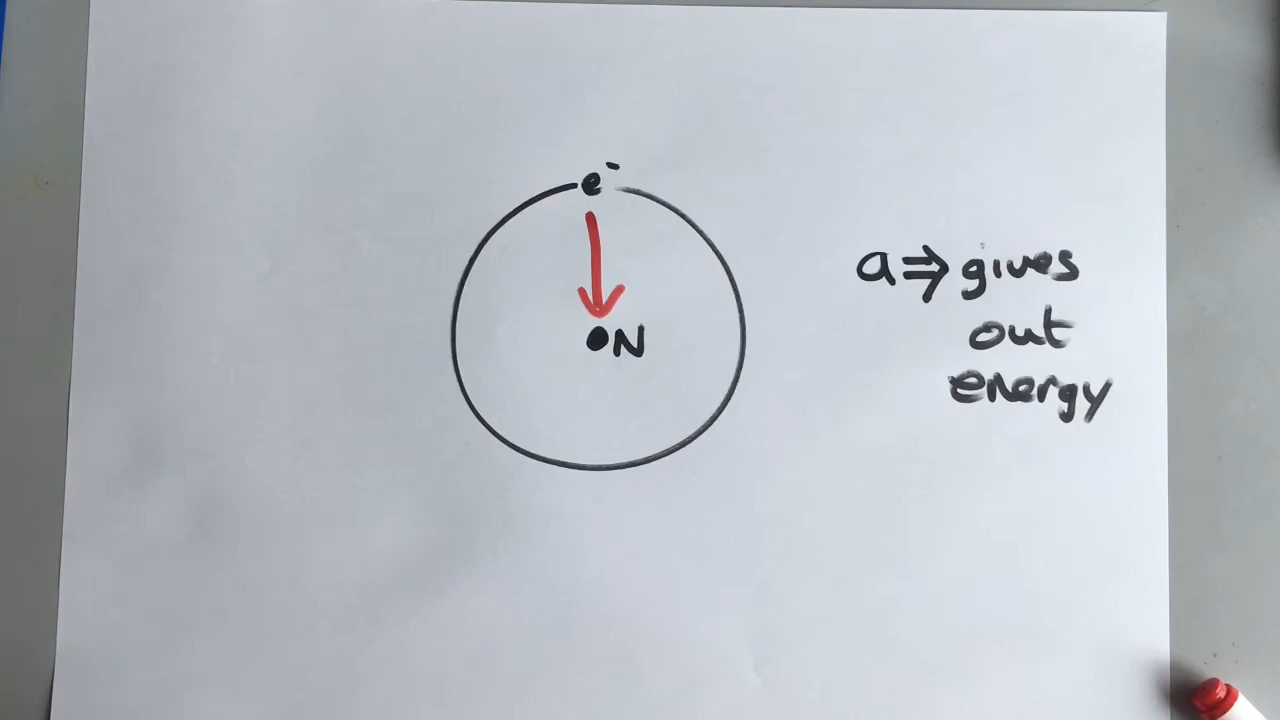 e⁻
N
a ⇒ gives
out
energy